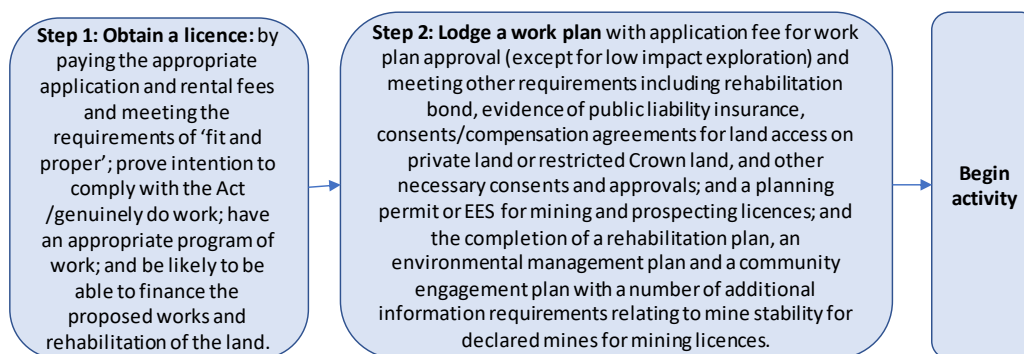 Step 1: Obtain a licence: by
paying the appropriate
application and rental fees
and meeting the
requirements of ‘fit and
proper’; prove intention to
comply with the Act
/genuinely do work; have
an appropriate program of
work; and be likely to be
able to finance the
proposed works and
rehabilitation of the land.
Step 2: Lodge a work plan with application fee for work
plan approval (except for low impact exploration) and
meeting other requirements including rehabilitation
bond, evidence of public liability insurance,
consents/compensation agreements for land access on
private land or restricted Crown land, and other
necessary consents and approvals; and a planning
permit or EES for mining and prospecting licences; and
the completion of a rehabilitation plan, an
environmental management plan and a community
engagement plan with a number of additional
information requirements relating to mine stability for
declared mines for mining licences.
Begin
activity